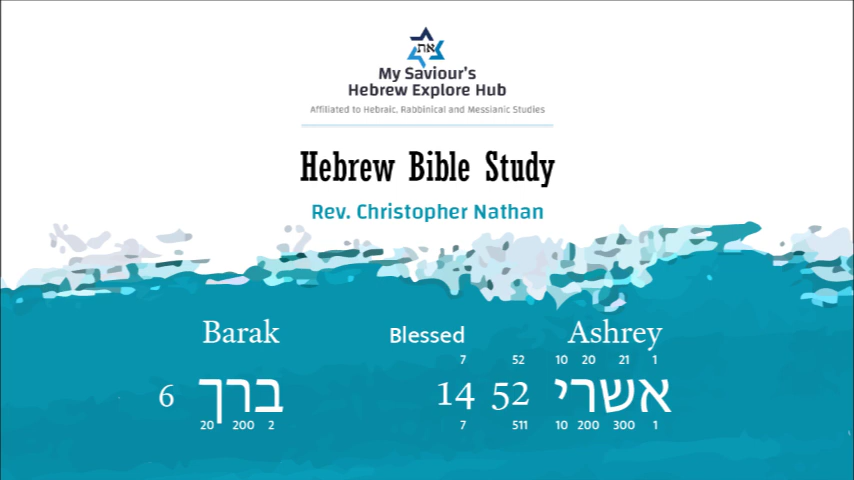 את
My Saviour's
Hebrew Explore Hub
Affiliated to Hebraic, Rabbinical and Messianic Studies
Hebrew Bible Study
Rev. Christopher Nathan
Barak Blessed Ashrey
7 52 10 20 21 1
6 ברך 14 52 אשרי
20 200 2 7 511 10 200 300 1